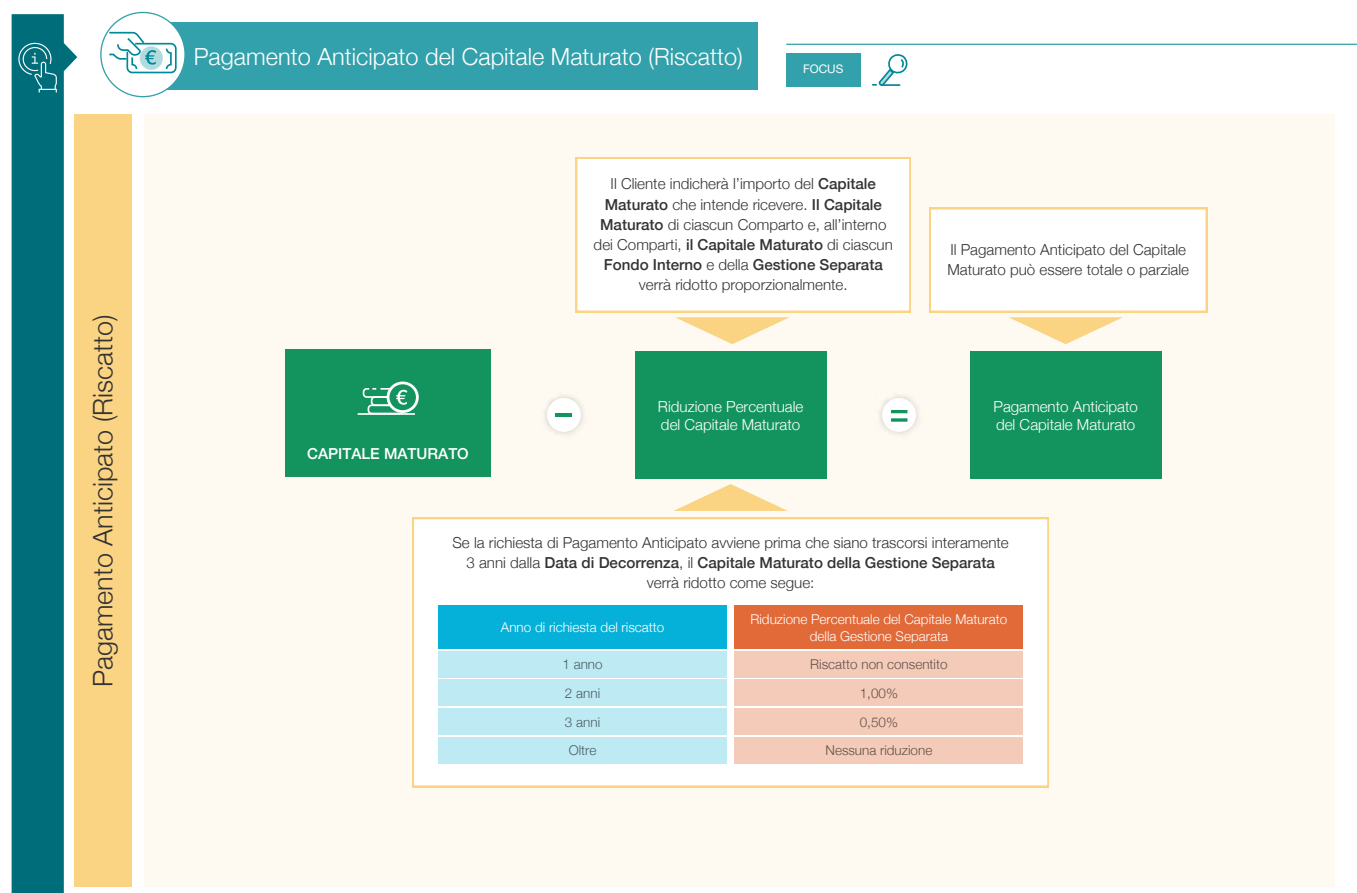 Pagamento Anticipato del Capitale Maturato (Riscatto)
FOCUS
Pagamento Anticipato (Riscatto)
Il Cliente indicherà l’importo del Capitale
Maturato che intende ricevere. Il Capitale
Maturato di ciascun Comparto e, all’interno
dei Comparti, il Capitale Maturato di ciascun
Fondo Interno e della Gestione Separata
verrà ridotto proporzionalmente.
Il Pagamento Anticipato del Capitale
Maturato può essere totale o parziale
€
CAPITALE MATURATO
Riduzione Percentuale
del Capitale Maturato
Pagamento Anticipato
del Capitale Maturato
Se la richiesta di Pagamento Anticipato avviene prima che siano trascorsi interamente
3 anni dalla Data di Decorrenza, il Capitale Maturato della Gestione Separata
verrà ridotto come segue:
Anno di richiesta del riscatto
Riduzione Percentuale del Capitale Maturato
della Gestione Separata
1 anno
Riscatto non consentito
2 anni
1,00%
3 anni
0,50%
Oltre
Nessuna riduzione